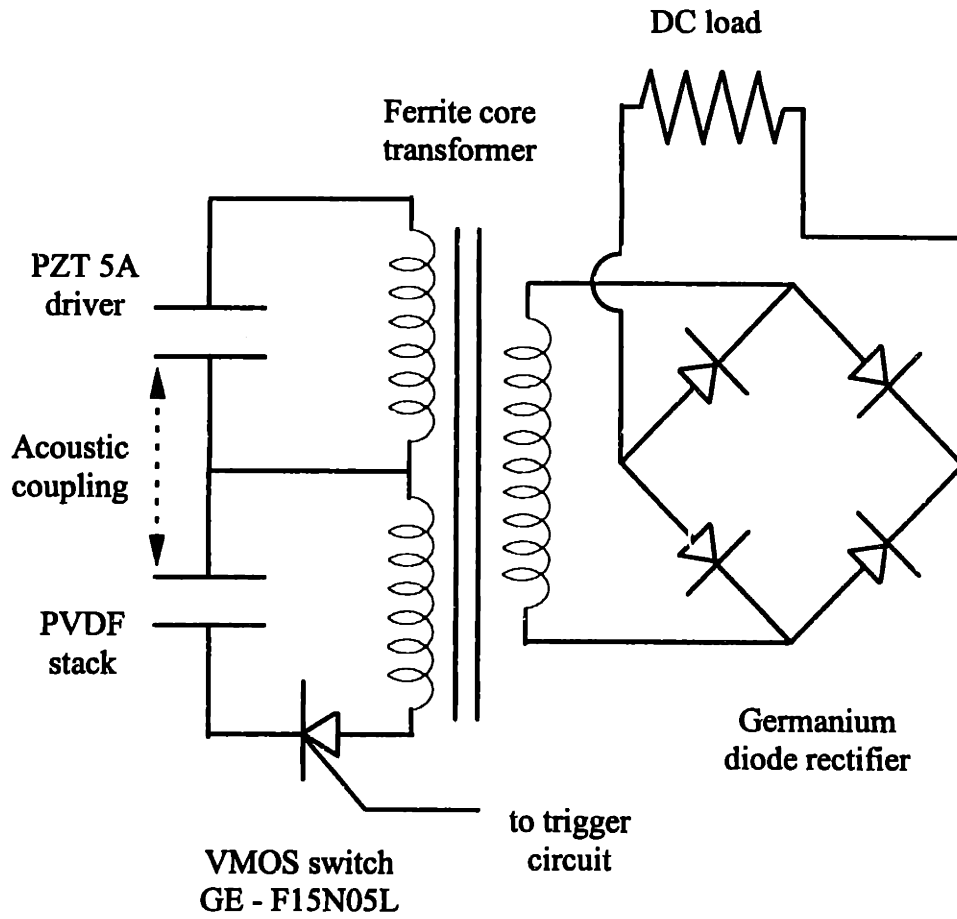 DC load
Ferrite core
transformer
PZT 5A
driver
Acoustic
coupling
PVDF
stack
Germanium
diode rectifier
to trigger
circuit
VMOS switch
GE - F15N05L